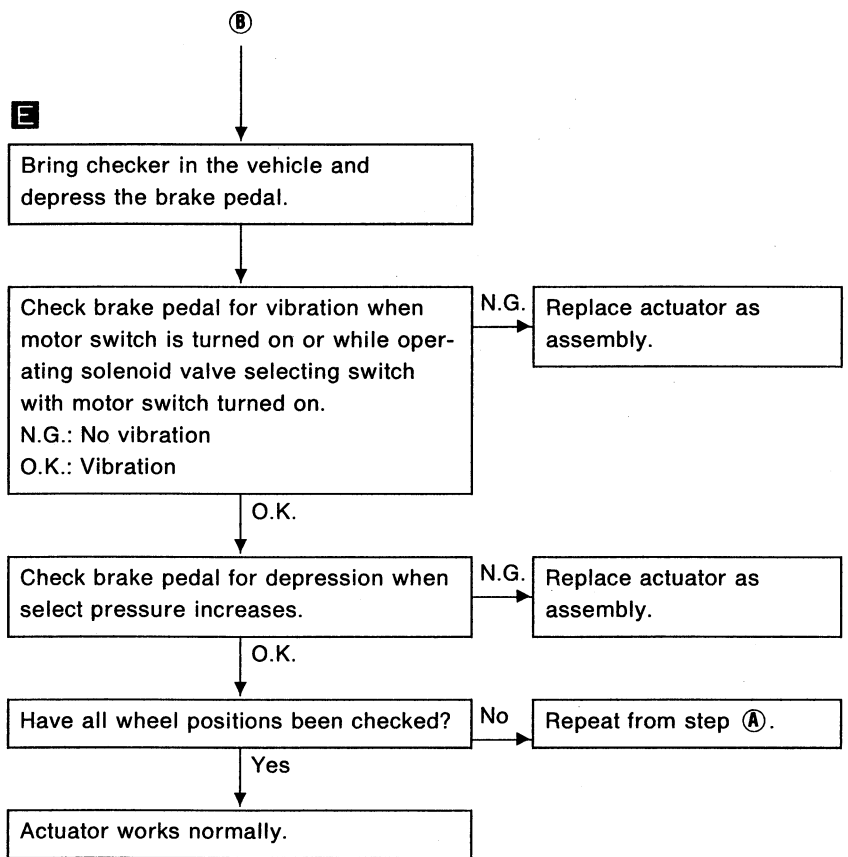 Ⓑ
E
Bring checker in the vehicle and
depress the brake pedal.
Check brake pedal for vibration when
motor switch is turned on or while oper-
ating solenoid valve selecting switch
with motor switch turned on.
N.G.: No vibration
O.K.: Vibration
N.G.
Replace actuator as
assembly.
O.K.
Check brake pedal for depression when
select pressure increases.
N.G.
Replace actuator as
assembly.
O.K.
Have all wheel positions been checked?
No
Repeat from step Ⓐ.
Yes
Actuator works normally.